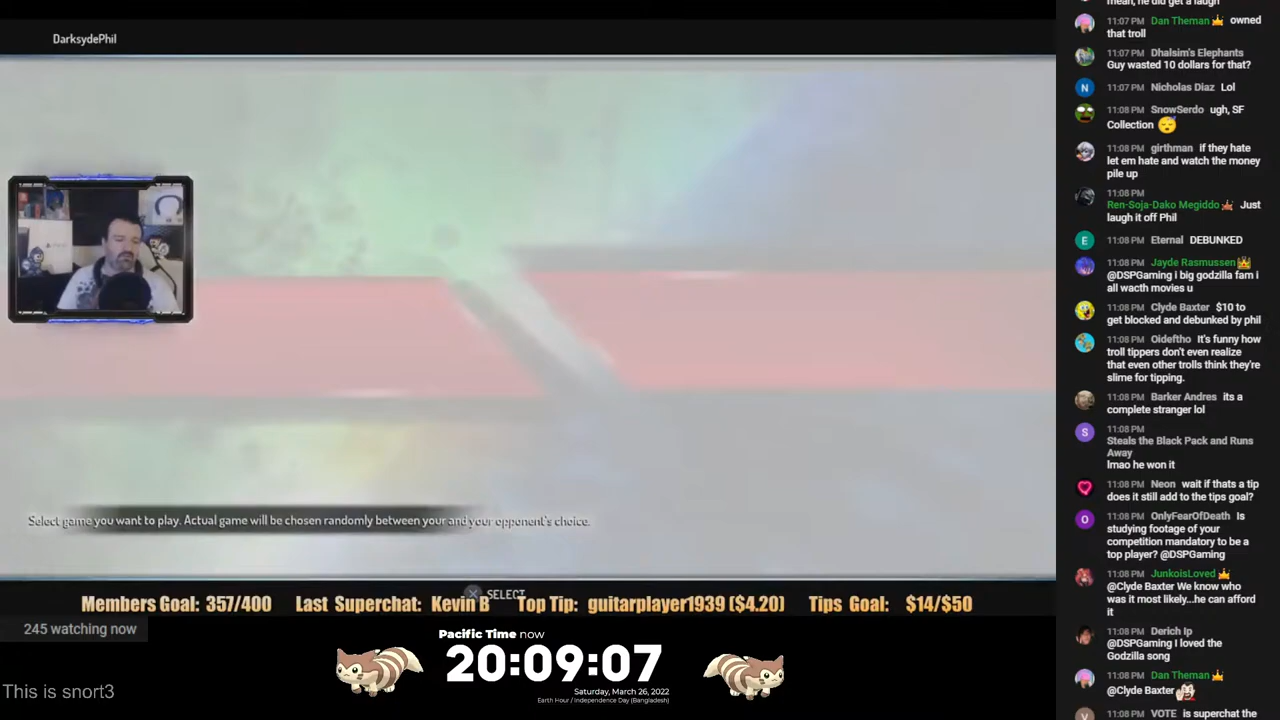 DarksydePhil
Select game you want to play. Actual game will be chosen randomly between your and your opponent's choice.
SELECT
Members Goal: 357/400 Last Superchat: Kevin B Top Tip: guitarplayer1939 ($4.20) Tips Goal: $14/$50
245 watching now
Pacific Time now
20:09:07
Saturday, March 26, 2022
Earth Hour / Independence Day (Bangladesh)
This is snort3
mean, he did get a laugh
11:07 PM Dan Theman owned
that troll
11:07 PM Dhalsim's Elephants
Guy wasted 10 dollars for that?
11:07 PM Nicholas Diaz Lol
11:08 PM SnowSerdo ugh, SF
Collection
11:08 PM girthman if they hate
let em hate and watch the money
pile up
11:08 PM
Ren-Soja-Dako Megiddo Just
laugh it off Phil
11:08 PM Eternal DEBUNKED
11:08 PM Jayde Rasmussen
@DSPGaming i big godzilla fam i
all wacth movies u
11:08 PM Clyde Baxter $10 to
get blocked and debunked by phil
11:08 PM Oideftho It's funny how
troll tippers don't even realize
that even other trolls think they're
slime for tipping.
11:08 PM Barker Andres its a
complete stranger lol
11:08 PM
Steals the Black Pack and Runs
Away
lmao he won it
11:08 PM Neon wait if thats a tip
does it still add to the tips goal?
11:08 PM OnlyFearOfDeath Is
studying footage of your
competition mandatory to be a
top player? @DSPGaming
11:08 PM JunkoisLoved
@Clyde Baxter We know who
was it most likely...he can afford
it
11:08 PM Derich Ip
@DSPGaming I loved the
Godzilla song
11:08 PM Dan Theman
@Clyde Baxter
11:08 PM VOTE is superchat the